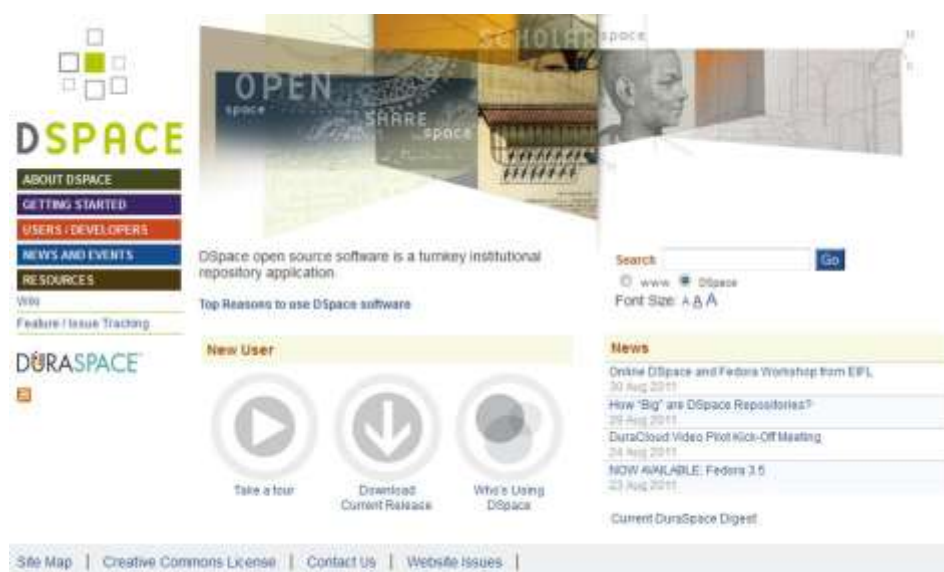 SCHOLAR space
OPEN
space
SHARE
space
DSPACE
ABOUT DSPACE
GETTING STARTED
USERS / DEVELOPERS
NEWS AND EVENTS
RESOURCES
Wiki
Feature / Issue Tracking
DURASPACE
DSpace open source software is a turnkey institutional
repository application.
Top Reasons to use DSpace software
Search Go
www DSpace
Font Size: A A A
New User
Take a tour
Download
Current Release
Who's Using
DSpace
News
Online DSpace and Fedora Workshop from EIFL
30 Aug 2011
How "Big" are DSpace Repositories?
29 Aug 2011
DuraCloud Video Pilot Kick-Off Meeting
24 Aug 2011
NOW AVAILABLE: Fedora 3.5
23 Aug 2011
Current DuraSpace Digest
Site Map | Creative Commons License | Contact Us | Website Issues |